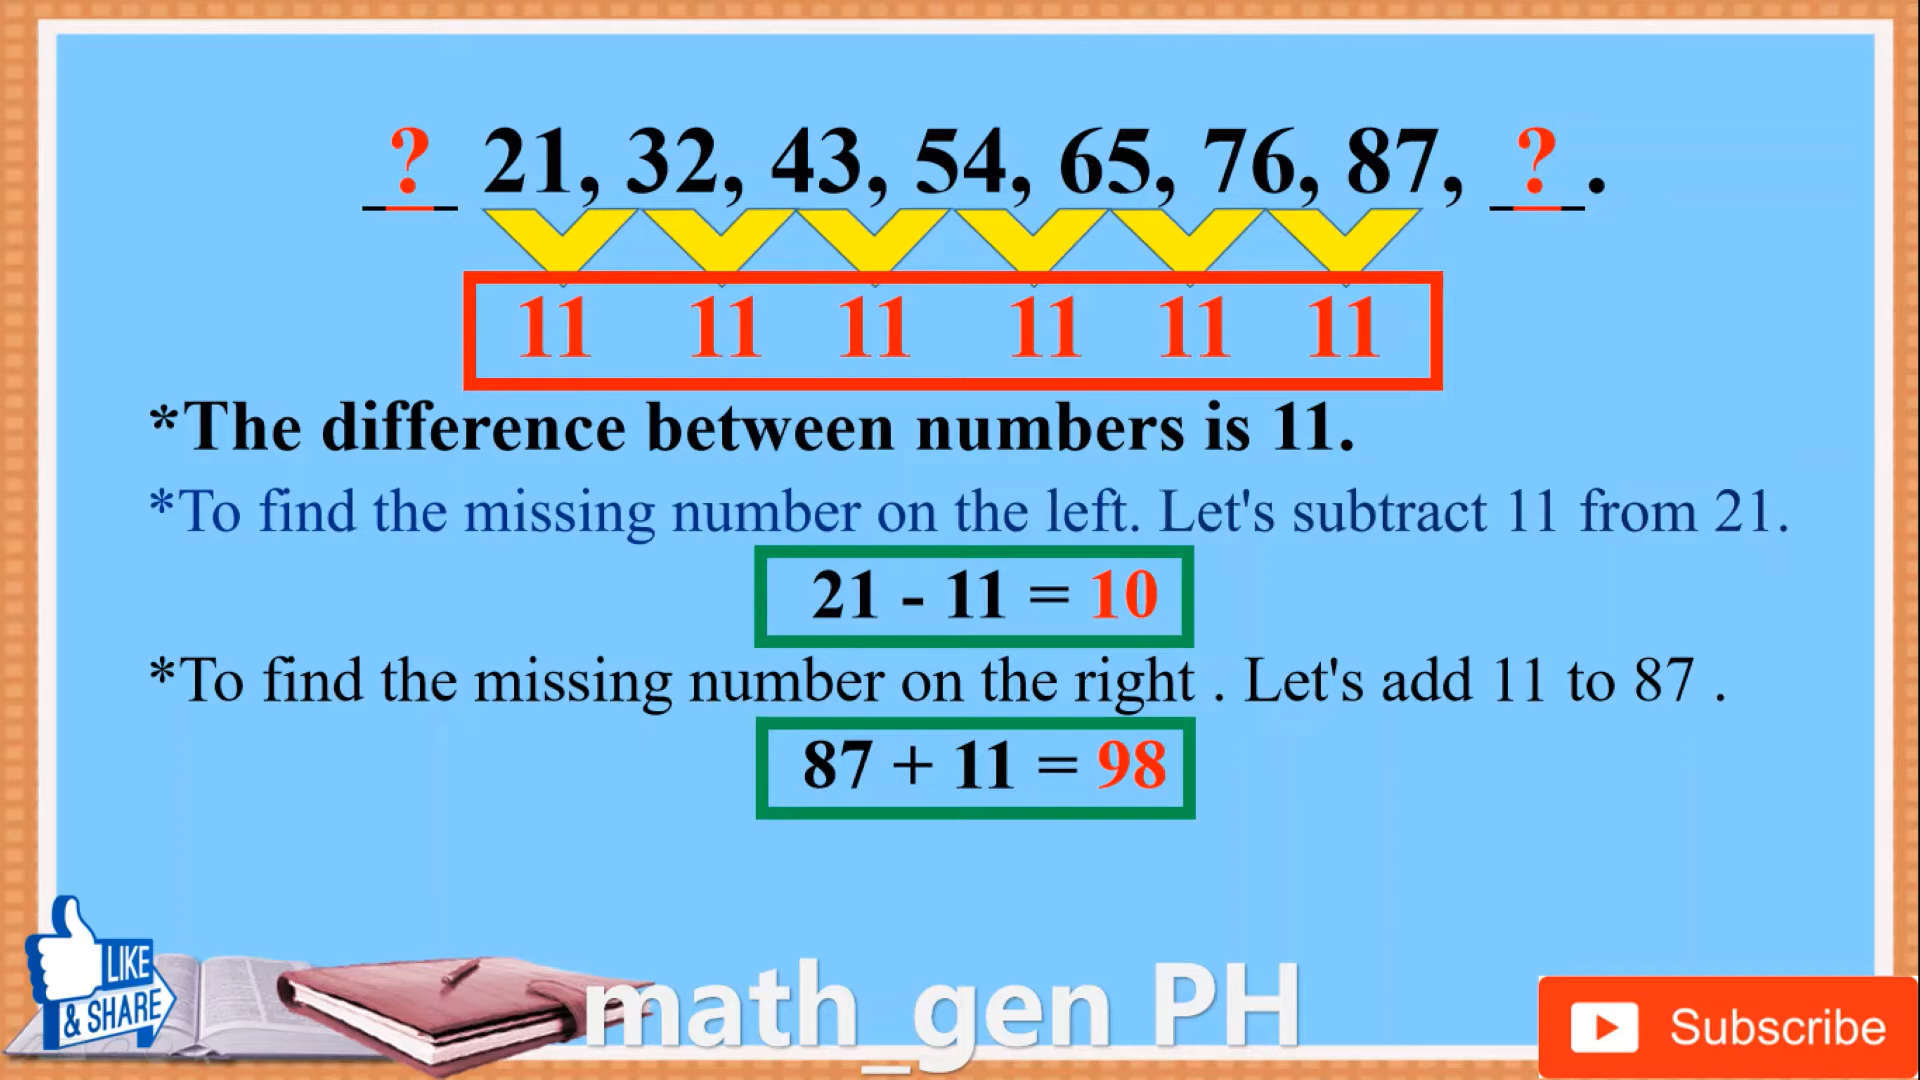 ? 21, 32, 43, 54, 65, 76, 87, ?.
11 11 11 11 11 11
*The difference between numbers is 11.
*To find the missing number on the left. Let's subtract 11 from 21.
21 - 11 = 10
*To find the missing number on the right . Let's add 11 to 87 .
87 + 11 = 98
LIKE
& SHARE
math_gen PH
Subscribe